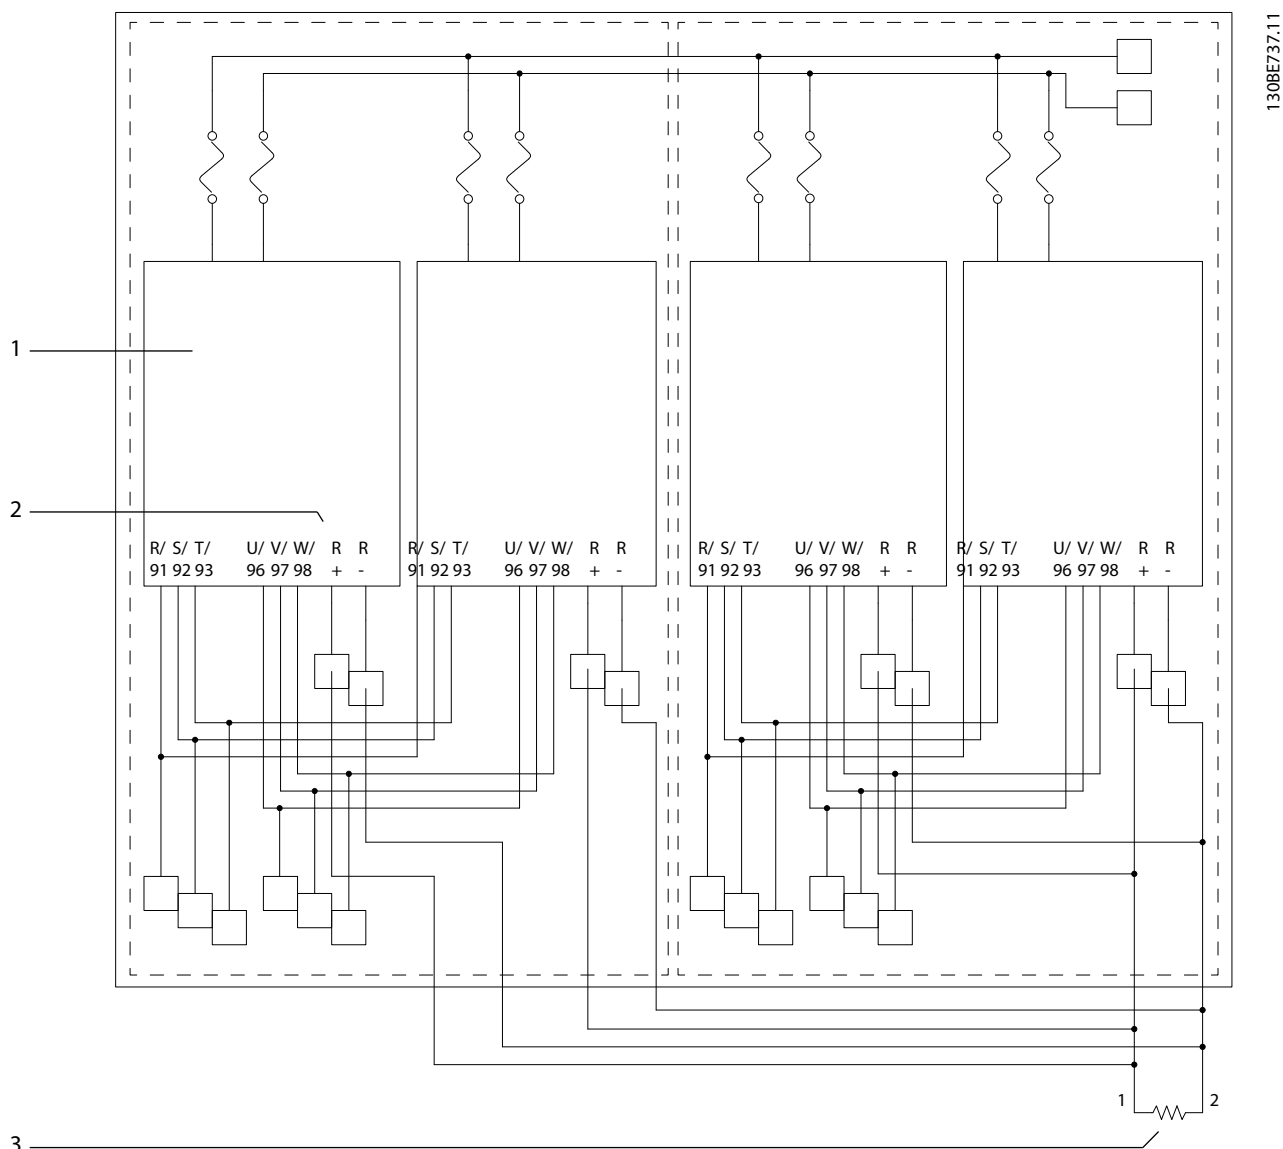 130BE737.11
1
2
R/ S/ T/ U/ V/ W/ R R R/ S/ T/ U/ V/ W/ R R R/ S/ T/ U/ V/ W/ R R R/ S/ T/ U/ V/ W/ R R
91 92 93 96 97 98 + - 91 92 93 96 97 98 + - 91 92 93 96 97 98 + - 91 92 93 96 97 98 + -
1 2
3